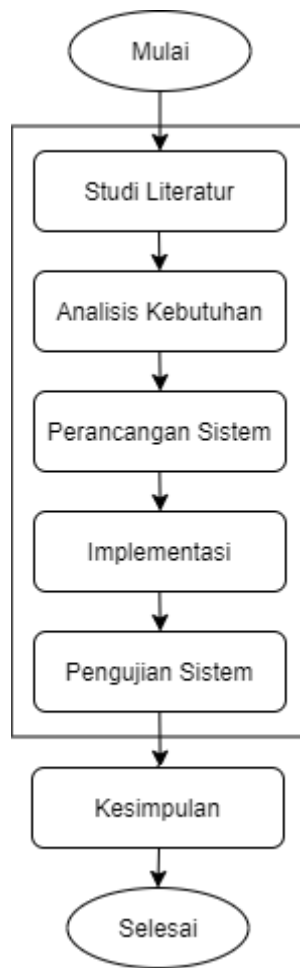 Mulai
Studi Literatur
Analisis Kebutuhan
Perancangan Sistem
Implementasi
Pengujian Sistem
Kesimpulan
Selesai